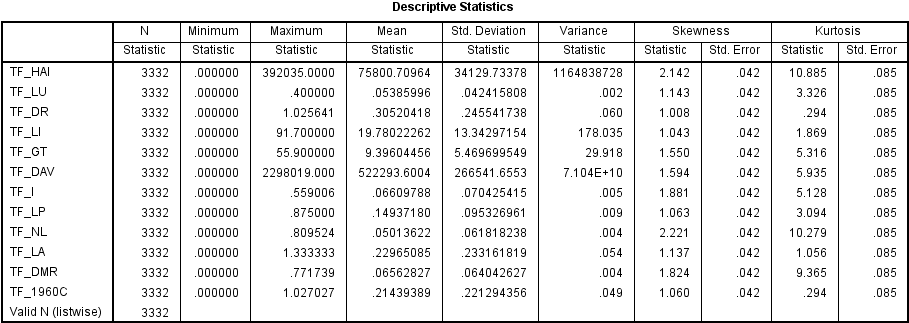 Descriptive Statistics
N Minimum Maximum Mean Std. Deviation Variance Skewness Kurtosis
Statistic Statistic Statistic Statistic Statistic Statistic Statistic Std. Error Statistic Std. Error
TF_HAI 3332 .000000 392035.0000 75800.70964 34129.73378 1164838728 2.142 .042 10.885 .085
TF_LU 3332 .000000 .400000 .05385996 .042415808 .002 1.143 .042 3.326 .085
TF_DR 3332 .000000 1.025641 .30520418 .245541738 .060 1.008 .042 .294 .085
TF_LI 3332 .000000 91.700000 19.78022262 13.34297154 178.035 1.043 .042 1.869 .085
TF_GT 3332 .000000 55.900000 9.39604456 5.469699549 29.918 1.550 .042 5.316 .085
TF_DAV 3332 .000000 2298019.000 522293.6004 266541.6553 7.104E+10 1.594 .042 5.935 .085
TF_I 3332 .000000 .559006 .06609788 .070425415 .005 1.881 .042 5.128 .085
TF_LP 3332 .000000 .875000 .14937180 .095326961 .009 1.063 .042 3.094 .085
TF_NL 3332 .000000 .809524 .05013622 .061818238 .004 2.221 .042 10.279 .085
TF_LA 3332 .000000 1.333333 .22965085 .233161819 .054 1.137 .042 1.056 .085
TF_DMR 3332 .000000 .771739 .06562827 .064042627 .004 1.824 .042 9.365 .085
TF_1960C 3332 .000000 1.027027 .21439389 .221294356 .049 1.060 .042 .294 .085
Valid N (listwise) 3332